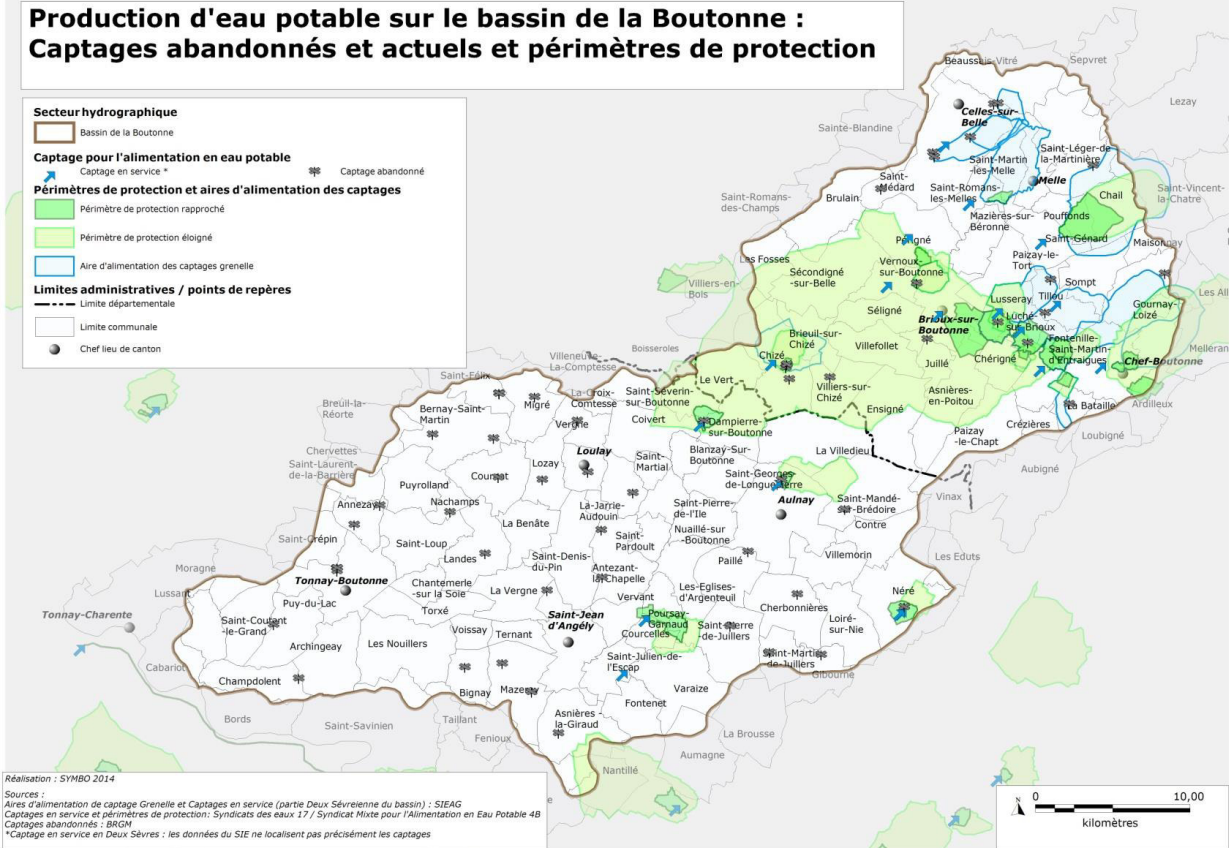 Production d'eau potable sur le bassin de la Boutonne :
Captages abandonnés et actuels et périmètres de protection
Secteur hydrographique
Bassin de la Boutonne
Captage pour l'alimentation en eau potable
Captage en service *
Captage abandonné
Périmètres de protection et aires d'alimentation des captages
Périmètre de protection rapproché
Périmètre de protection éloigné
Aire d'alimentation des captages grenelle
Limites administratives / points de repères
Limite départementale
Limite communale
Chef lieu de canton
Beaussais-Vitré
Sepvret
Lezay
Celles-sur-
Belle
Sainte-Blandine
Saint-Léger-de
la-Martinière
Saint-Martin
-les-Melle
Melle
Saint-
Médard
Brulain
Saint-Romans-
des-Champs
Saint-Romans-
les-Melles
Chail
Saint-Vincent-
la-Chatre
Mazières-sur-
Béronne
Pouffonds
Saint-Génard
Maisonnay
Périgné
Paizay-le-
Tort
Les Fosses
Vernoux-
sur-Boutonne
Sécondigné
-sur-Belle
Villiers-en-
Bois
Sompt
Tillou
Lusseray
Gournay-
Loizé
Les All
Séligné
Brioux-sur-
Boutonne
Luché-
sur-Brioux
Brieuil-sur-
Chizé
Villefollet
Chizé
Juillé
Chérigné
Fontenille-
Saint-Martin-
d'Entraigues
Chef-Boutonne
Melleran
Boisseroles
Villeneuve-
La-Comptesse
Le Vert
Villiers-sur-
Chizé
Asnières-
en-Poitou
Ensigné
La Bataille
Ardilleux
Crézières
Loubigné
Paizay
-le-Chapt
Aubigné
Saint-Félix
La-Croix-
Comtesse
Saint-Séverin-
sur-Boutonne
Coivert
Dampierre-
sur-Boutonne
Breuil-la-
Réorte
Bernay-Saint-
Martin
Migré
Vergné
Loulay
Blanzay-Sur-
Boutonne
La Villedieu
Chervettes
Saint-Laurent-
de-la-Barrière
Courant
Lozay
Saint-
Martial
Saint-Georges
-de-Longuepierre
Aulnay
Saint-Mandé-
sur-Brédoire
Vinax
Contre
Puyrolland
Nachamps
Annezay
La Benâte
La-Jarrie-
Audouin
Saint-Pierre-
de-l'Ile
Nuaillé-sur
-Boutonne
Saint-Crépin
Saint-Loup
Landes
Saint-Denis-
du-Pin
Saint-
Pardoult
Antezant-
la-Chapelle
Paillé
Villemorin
Les Eduts
Moragne
Lussant
Tonnay-Boutonne
Chantemerle
-sur la Soie
Torxé
La Vergne
Vervant
Les-Eglises-
d'Argenteuil
Cherbonnières
Néré
Puy-du-Lac
Tonnay-Charente
Saint-Coutant
-le-Grand
Archingeay
Les Nouillers
Voissay
Ternant
Saint-Jean
d'Angély
Poursay-
Garnaud
Courcelles
Saint-Pierre
-de-Juillers
Loiré-
sur-Nie
Saint-Julien-de-
l'Escap
Saint-Martin
-de-Juillers
Gibourne
Cabariot
Champdolent
Bignay
Mazeray
Varaize
Fontenet
Asnières -
la-Giraud
Bords
Saint-Savinien
Taillant
Fenioux
La Brousse
Aumagne
Nantillé
Réalisation : SYMBO 2014
Sources :
Aires d'alimentation de captage Grenelle et Captages en service (partie Deux Sévreienne du bassin) : SIEAG
Captages en service et périmètres de protection: Syndicats des eaux 17 / Syndicat Mixte pour l'Alimentation en Eau Potable 4B
Captages abandonnés : BRGM
*Captage en service en Deux Sèvres : les données du SIE ne localisent pas précisément les captages
N
0 10,00
kilomètres